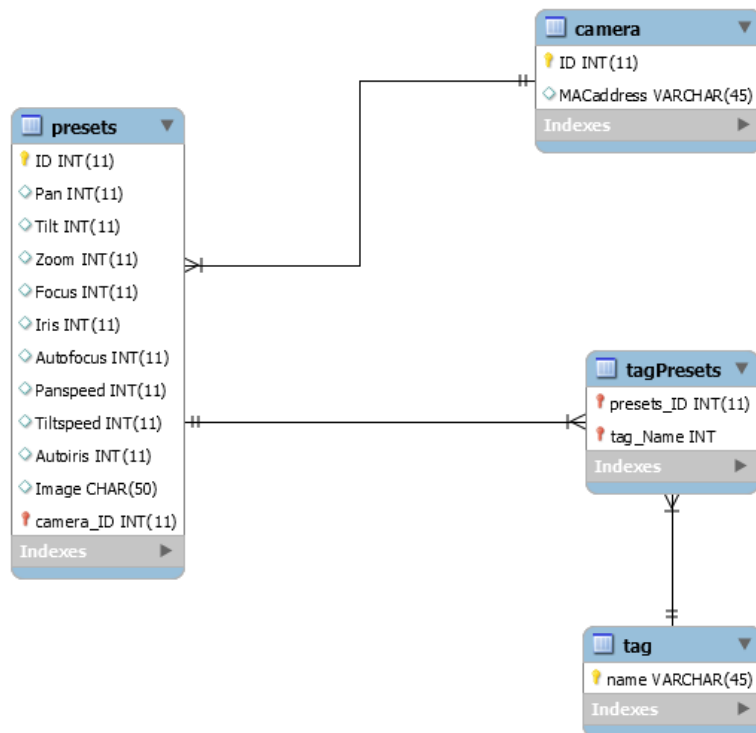 camera
ID INT(11)
MACaddress VARCHAR(45)
Indexes
presets
ID INT(11)
Pan INT(11)
Tilt INT(11)
Zoom INT(11)
Focus INT(11)
Iris INT(11)
Autofocus INT(11)
Panspeed INT(11)
Tiltspeed INT(11)
Autoiris INT(11)
Image CHAR(50)
camera_ID INT(11)
Indexes
tagPresets
presets_ID INT(11)
tag_Name INT
Indexes
tag
name VARCHAR(45)
Indexes